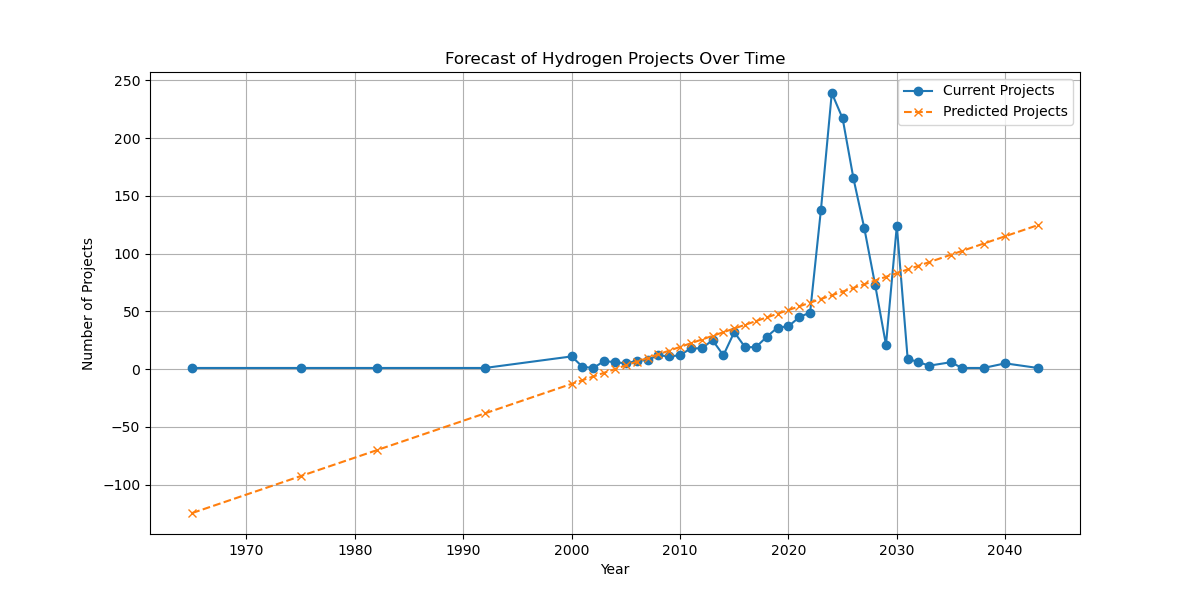 Forecast of Hydrogen Projects Over Time
Current Projects
Predicted Projects
250
200
150
100
50
0
−50
−100
Number of Projects
1970 1980 1990 2000 2010 2020 2030 2040
Year